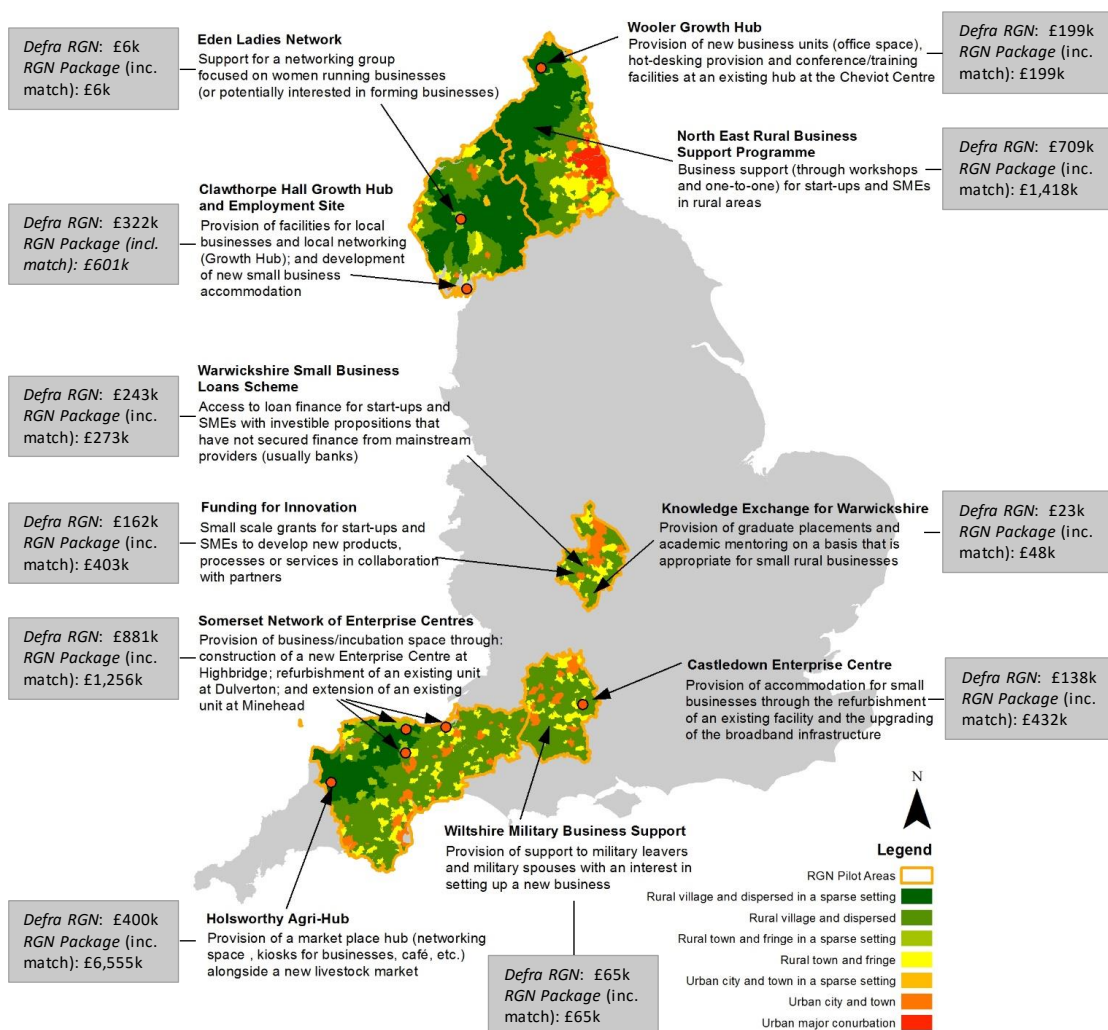 Defra RGN: £6k
RGN Package (inc.
match): £6k
Eden Ladies Network
Support for a networking group
focused on women running businesses
(or potentially interested in forming businesses)
Wooler Growth Hub
Provision of new business units (office space),
hot-desking provision and conference/training
facilities at an existing hub at the Cheviot Centre
Defra RGN: £199k
RGN Package (inc.
match): £199k
North East Rural Business
Support Programme
Business support (through workshops
and one-to-one) for start-ups and SMEs
in rural areas
Defra RGN: £709k
RGN Package (inc.
match): £1,418k
Defra RGN: £322k
RGN Package (incl.
match): £601k
Clawthorpe Hall Growth Hub
and Employment Site
Provision of facilities for local
businesses and local networking
(Growth Hub); and development
of new small business
accommodation
Defra RGN: £243k
RGN Package (inc.
match): £273k
Warwickshire Small Business
Loans Scheme
Access to loan finance for start-ups and
SMEs with investible propositions that
have not secured finance from mainstream
providers (usually banks)
Defra RGN: £162k
RGN Package (inc.
match): £403k
Funding for Innovation
Small scale grants for start-ups and
SMEs to develop new products,
processes or services in collaboration
with partners
Knowledge Exchange for Warwickshire
Provision of graduate placements and
academic mentoring on a basis that is
appropriate for small rural businesses
Defra RGN: £23k
RGN Package (inc.
match): £48k
Defra RGN: £881k
RGN Package (inc.
match): £1,256k
Somerset Network of Enterprise Centres
Provision of business/incubation space through:
construction of a new Enterprise Centre at
Highbridge; refurbishment of an existing unit
at Dulverton; and extension of an existing
unit at Minehead
Castledown Enterprise Centre
Provision of accommodation for small
businesses through the refurbishment
of an existing facility and the upgrading
of the broadband infrastructure
Defra RGN: £138k
RGN Package (inc.
match): £432k
Wiltshire Military Business Support
Provision of support to military leavers
and military spouses with an interest in
setting up a new business
Defra RGN: £400k
RGN Package (inc.
match): £6,555k
Holsworthy Agri-Hub
Provision of a market place hub (networking
space , kiosks for businesses, café, etc.)
alongside a new livestock market
Defra RGN: £65k
RGN Package (inc.
match): £65k
N
Legend
RGN Pilot Areas
Rural village and dispersed in a sparse setting
Rural village and dispersed
Rural town and fringe in a sparse setting
Rural town and fringe
Urban city and town in a sparse setting
Urban city and town
Urban major conurbation